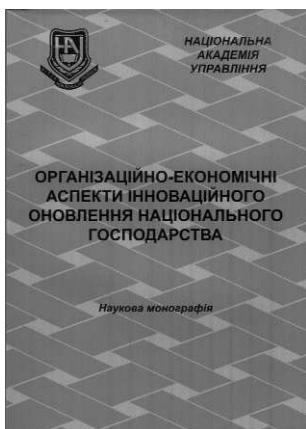 НАЦІОНАЛЬНА
АКАДЕМІЯ
УПРАВЛІННЯ
ОРГАНІЗАЦІЙНО-ЕКОНОМІЧНІ
АСПЕКТИ ІННОВАЦІЙНОГО
ОНОВЛЕННЯ НАЦІОНАЛЬНОГО
ГОСПОДАРСТВА
Наукова монографія